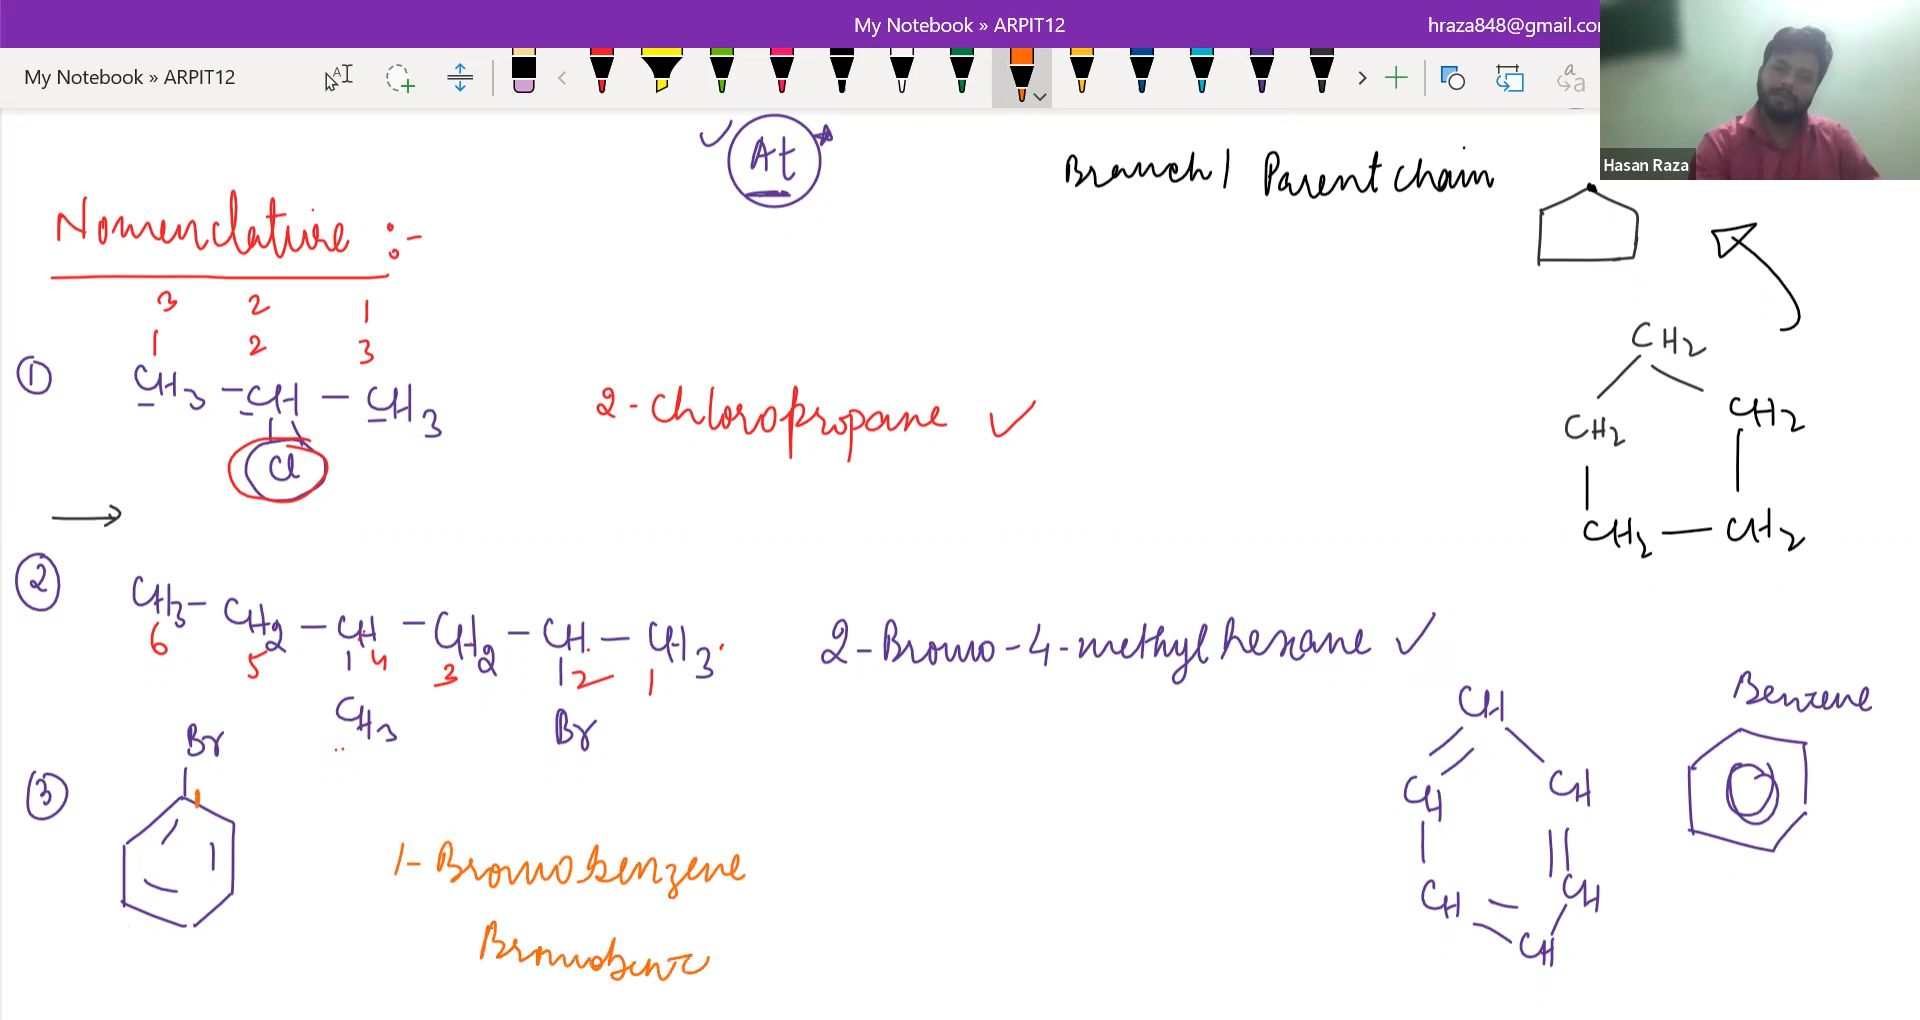 My Notebook » ARPIT12
hraza848@gmail.co
My Notebook » ARPIT12
Hasan Raza
At
Branch / Parent chain
Nomenclature :-
3 2 1
1 2 3
① CH3 - CH - CH3
Cl
2-Chloropropane ✓
CH2
CH2 CH2
CH2 — CH2
→
② CH3 - CH2 - CH - CH2 - CH - CH3
6 5 4 3 2 1
CH3 Br
2-Bromo-4-methylhexane ✓
Benzene
CH
CH CH
CH CH
CH
③ Br
1
1-Bromobenzene
Bromobenz